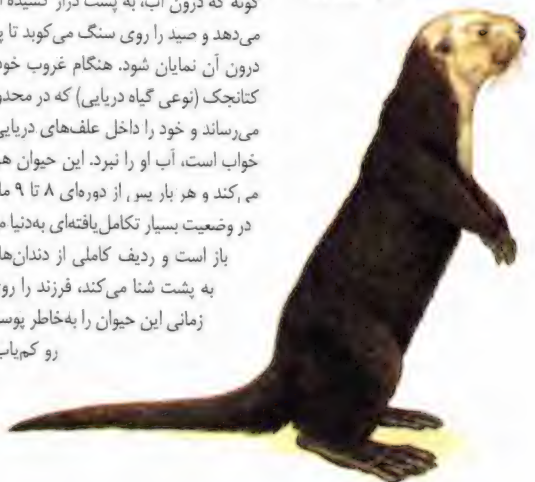 گونه که درون آب، به پشت دراز کشیده
می‌دهد و صید را روی سنگ می‌کوبد تا
درون آن نمایان شود. هنگام غروب خود
کتانجک (نوعی گیاه دریایی) که در محدو
می‌رساند و خود را داخل علف‌های دریایی
خواب است، آب او را نبرد. این حیوان هر
می‌کند و هر بار پس از دوره‌ای ۸ تا ۹ ما
در وضعیت بسیار تکامل‌یافته‌ای به‌دنیا م
باز است و ردیف کاملی از دندان‌ها
به پشت شنا می‌کند، فرزند را رو
زمانی این حیوان را به‌خاطر پوس
رو کم‌یاب